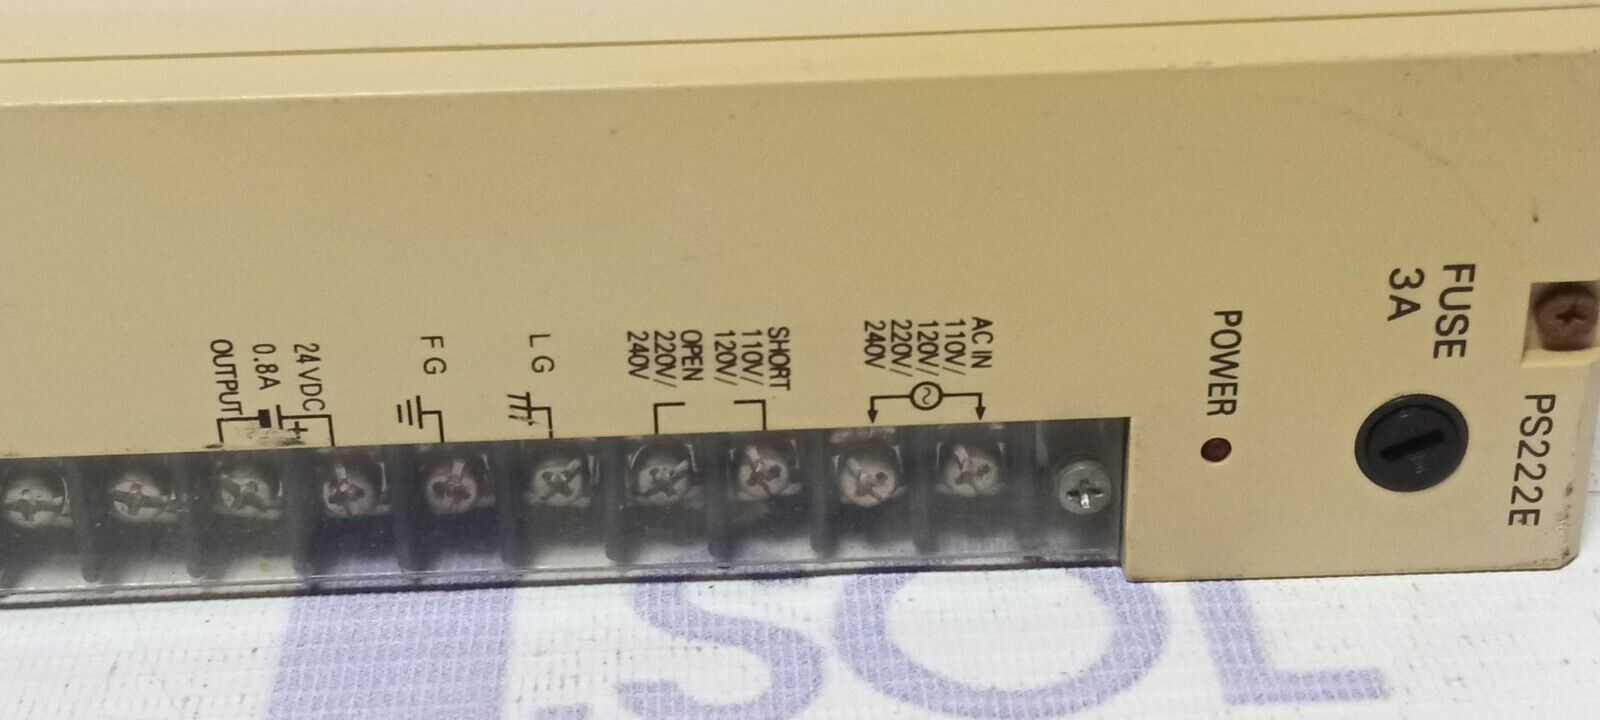 PS222E
FUSE
3A
POWER
AC IN
110V/
120V/
220V/
240V
SHORT
110V/
120V/
OPEN
220V/
240V
L G
F G
24 VDC
+
0.8A
OUTPUT
.SOL